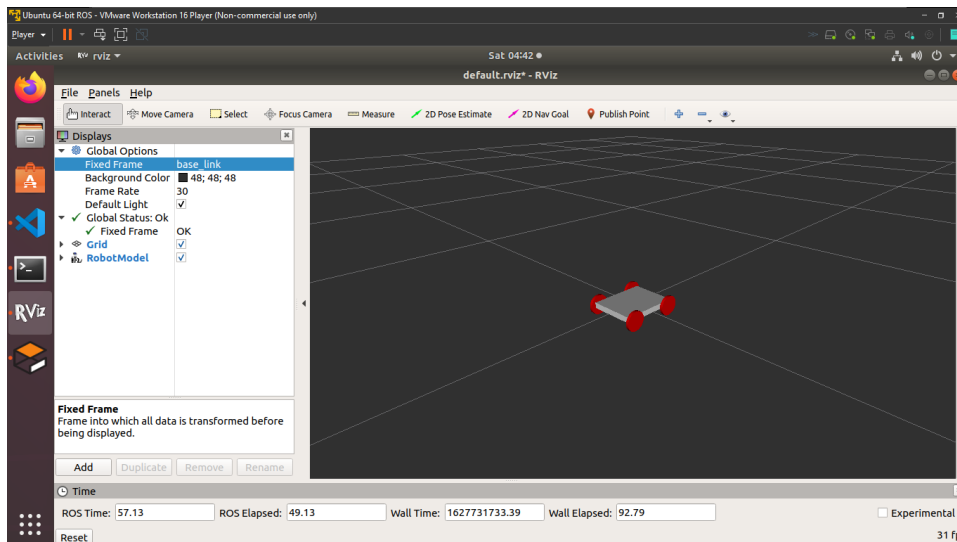 Ubuntu 64-bit ROS - VMware Workstation 16 Player (Non-commercial use only)
Player
Activities rviz Sat 04:42
default.rviz* - RViz
File Panels Help
Interact Move Camera Select Focus Camera Measure 2D Pose Estimate 2D Nav Goal Publish Point
Displays
Global Options
Fixed Frame base_link
Background Color 48; 48; 48
Frame Rate 30
Default Light
Global Status: Ok
Fixed Frame OK
Grid
RobotModel
RViz
Fixed Frame
Frame into which all data is transformed before
being displayed.
Add Duplicate Remove Rename
Time
ROS Time: 57.13 ROS Elapsed: 49.13 Wall Time: 1627731733.39 Wall Elapsed: 92.79 Experimental
Reset 31 fp